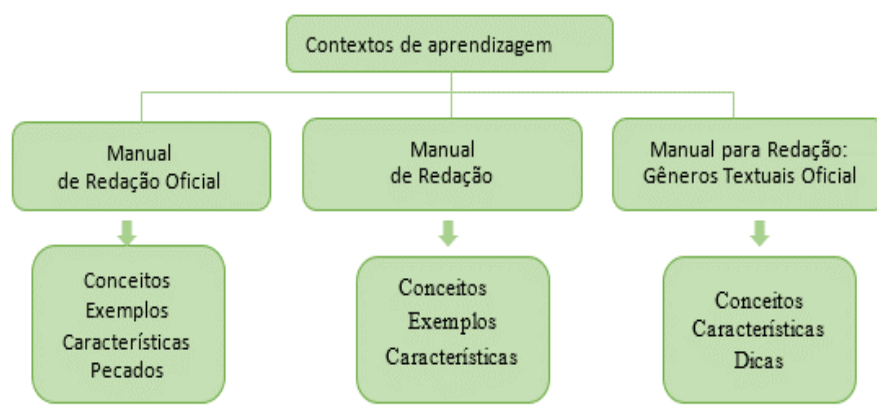 Contextos de aprendizagem
Manual
de Redação Oficial
Manual
de Redação
Manual para Redação:
Gêneros Textuais Oficial
Conceitos
Exemplos
Características
Pecados
Conceitos
Exemplos
Características
Conceitos
Características
Dicas